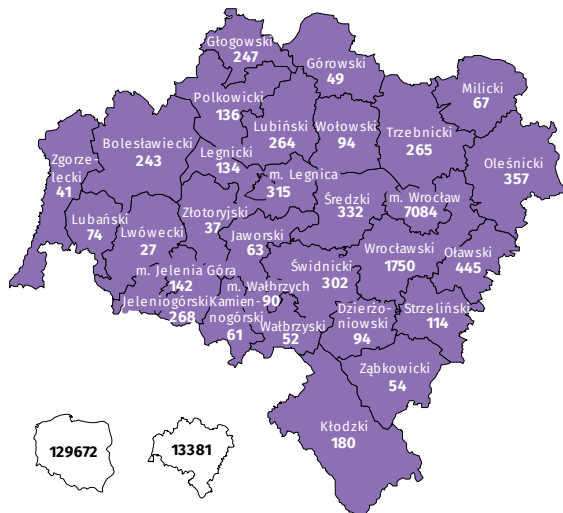 Głogowski
247
Górowski
49
Milicki
67
Polkowicki
136
Lubiński
264
Wołowski
94
Trzebnicki
265
Bolesławiecki
243
Zgorze-
lecki
41
Legnicki
134
m. Legnica
315
Oleśnicki
357
Średzki
332
m. Wrocław
7084
Lubański
74
Lwówecki
27
Złotoryjski
37
Jaworski
63
Wrocławski
1750
Oławski
445
m. Jelenia Góra
142
Świdnicki
302
m. Wałbrzych
90
Jeleniogórski
268
Kamien-
nogórski
61
Wałbrzyski
52
Dzierżo-
niowski
94
Strzeliński
114
Ząbkowicki
54
Kłodzki
180
129672
13381